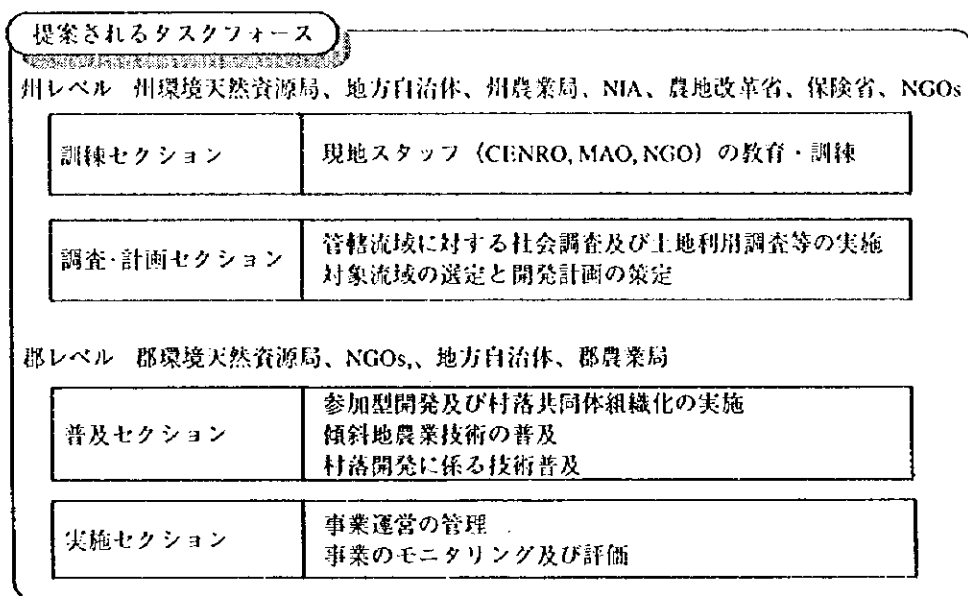 提案されるタスクフォース
州レベル 州環境天然資源局、地方自治体、州農業局、NIA、農地改革省、保険省、NGOs
訓練セクション
現地スタッフ（CENRO, MAO, NGO）の教育・訓練
調査・計画セクション
管轄流域に対する社会調査及び土地利用調査等の実施
対象流域の選定と開発計画の策定
郡レベル 郡環境天然資源局、NGOs,、地方自治体、郡農業局
普及セクション
参加型開発及び村落共同体組織化の実施
傾斜地農業技術の普及
村落開発に係る技術普及
実施セクション
事業運営の管理
事業のモニタリング及び評価